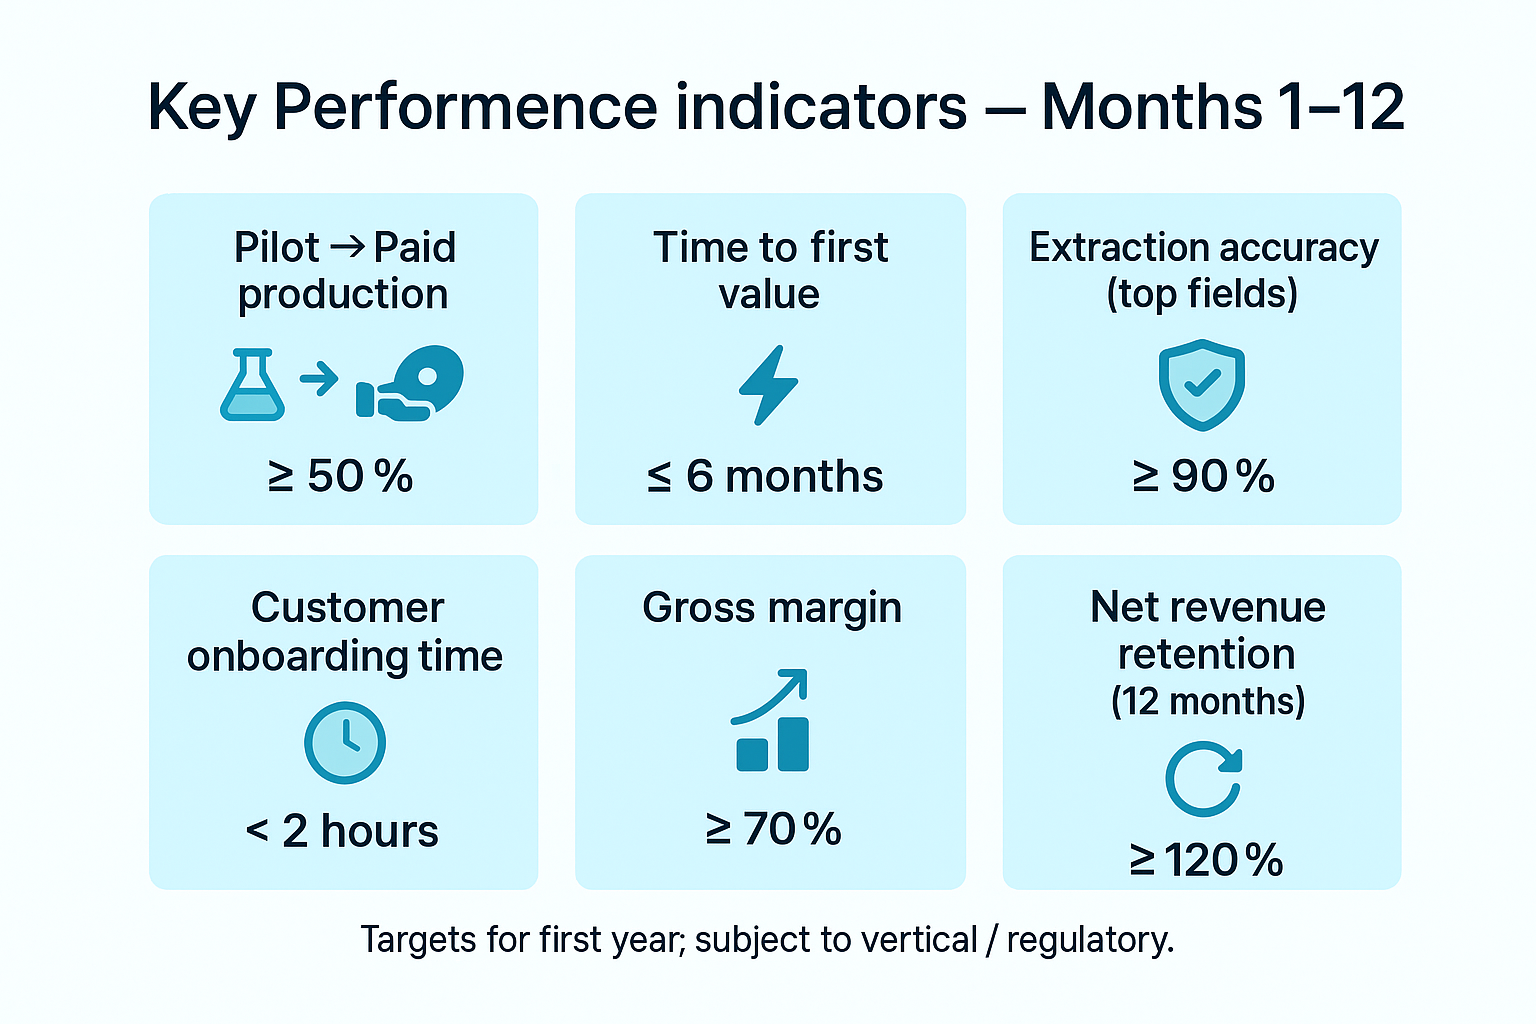 Key Performence indicators — Months 1–12
Pilot → Paid
production
≥ 50 %
Time to first
value
≤ 6 months
Extraction accuracy
(top fields)
≥ 90 %
Customer
onboarding time
< 2 hours
Gross margin
≥ 70 %
Net revenue
retention
(12 months)
≥ 120 %
Targets for first year; subject to vertical / regulatory.